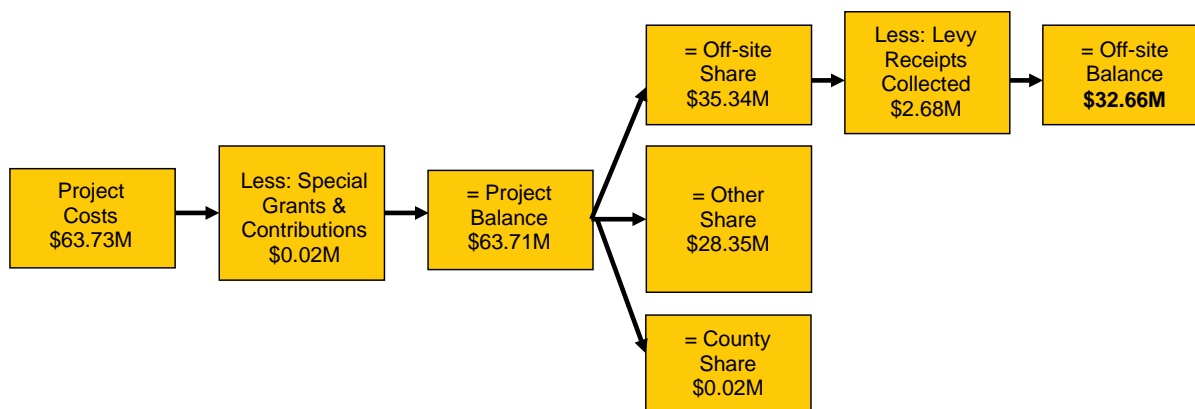 Project
Costs
$63.73M
Less: Special
Grants &
Contributions
$0.02M
= Project
Balance
$63.71M
= Off-site
Share
$35.34M
Less: Levy
Receipts
Collected
$2.68M
= Off-site
Balance
$32.66M
= Other
Share
$28.35M
= County
Share
$0.02M